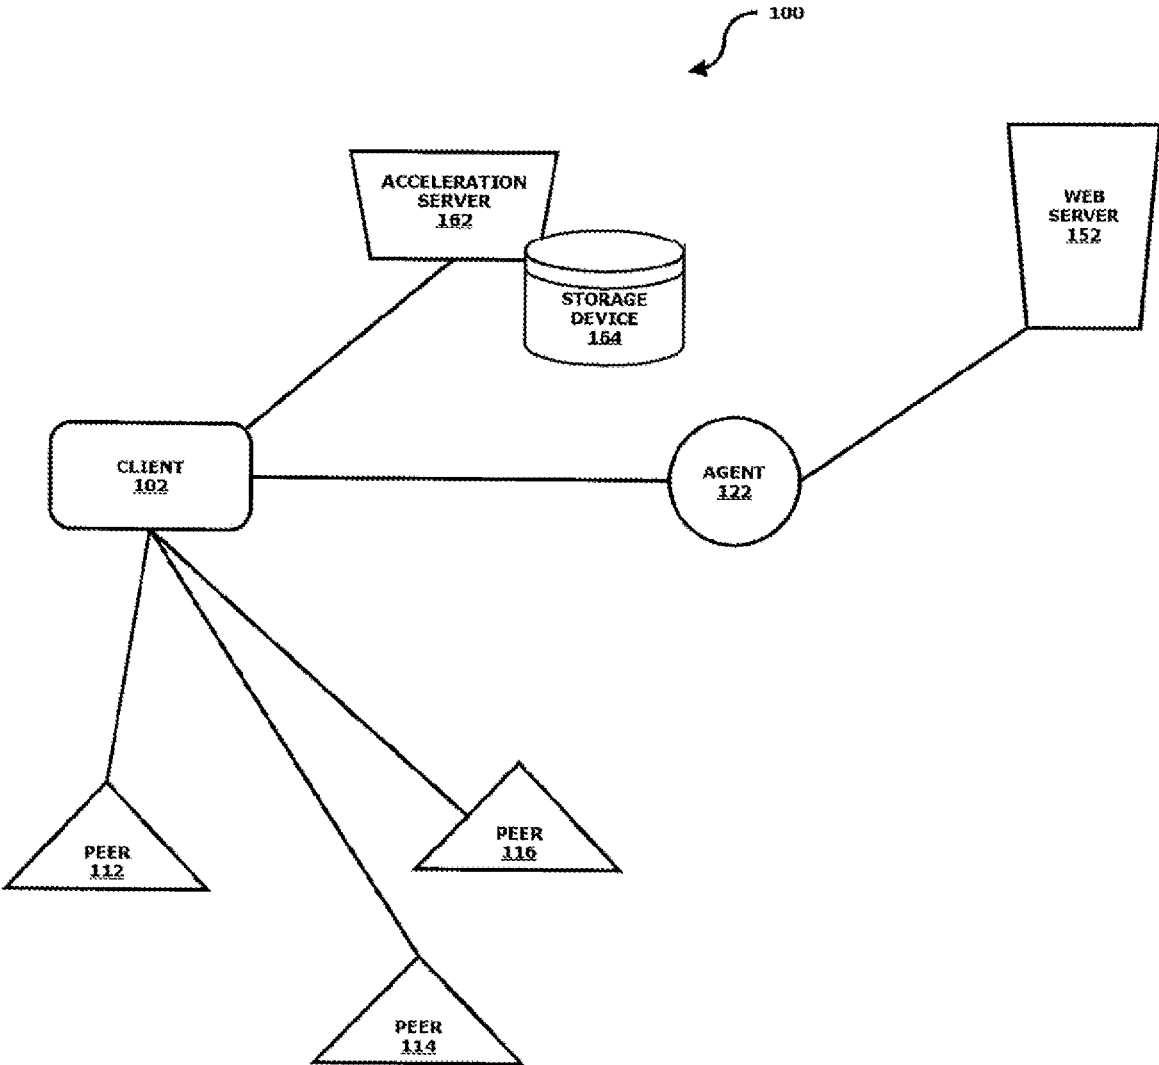 100
ACCELERATION
SERVER
162
WEB
SERVER
152
STORAGE
DEVICE
164
CLIENT
102
AGENT
122
PEER
116
PEER
112
PEER
114